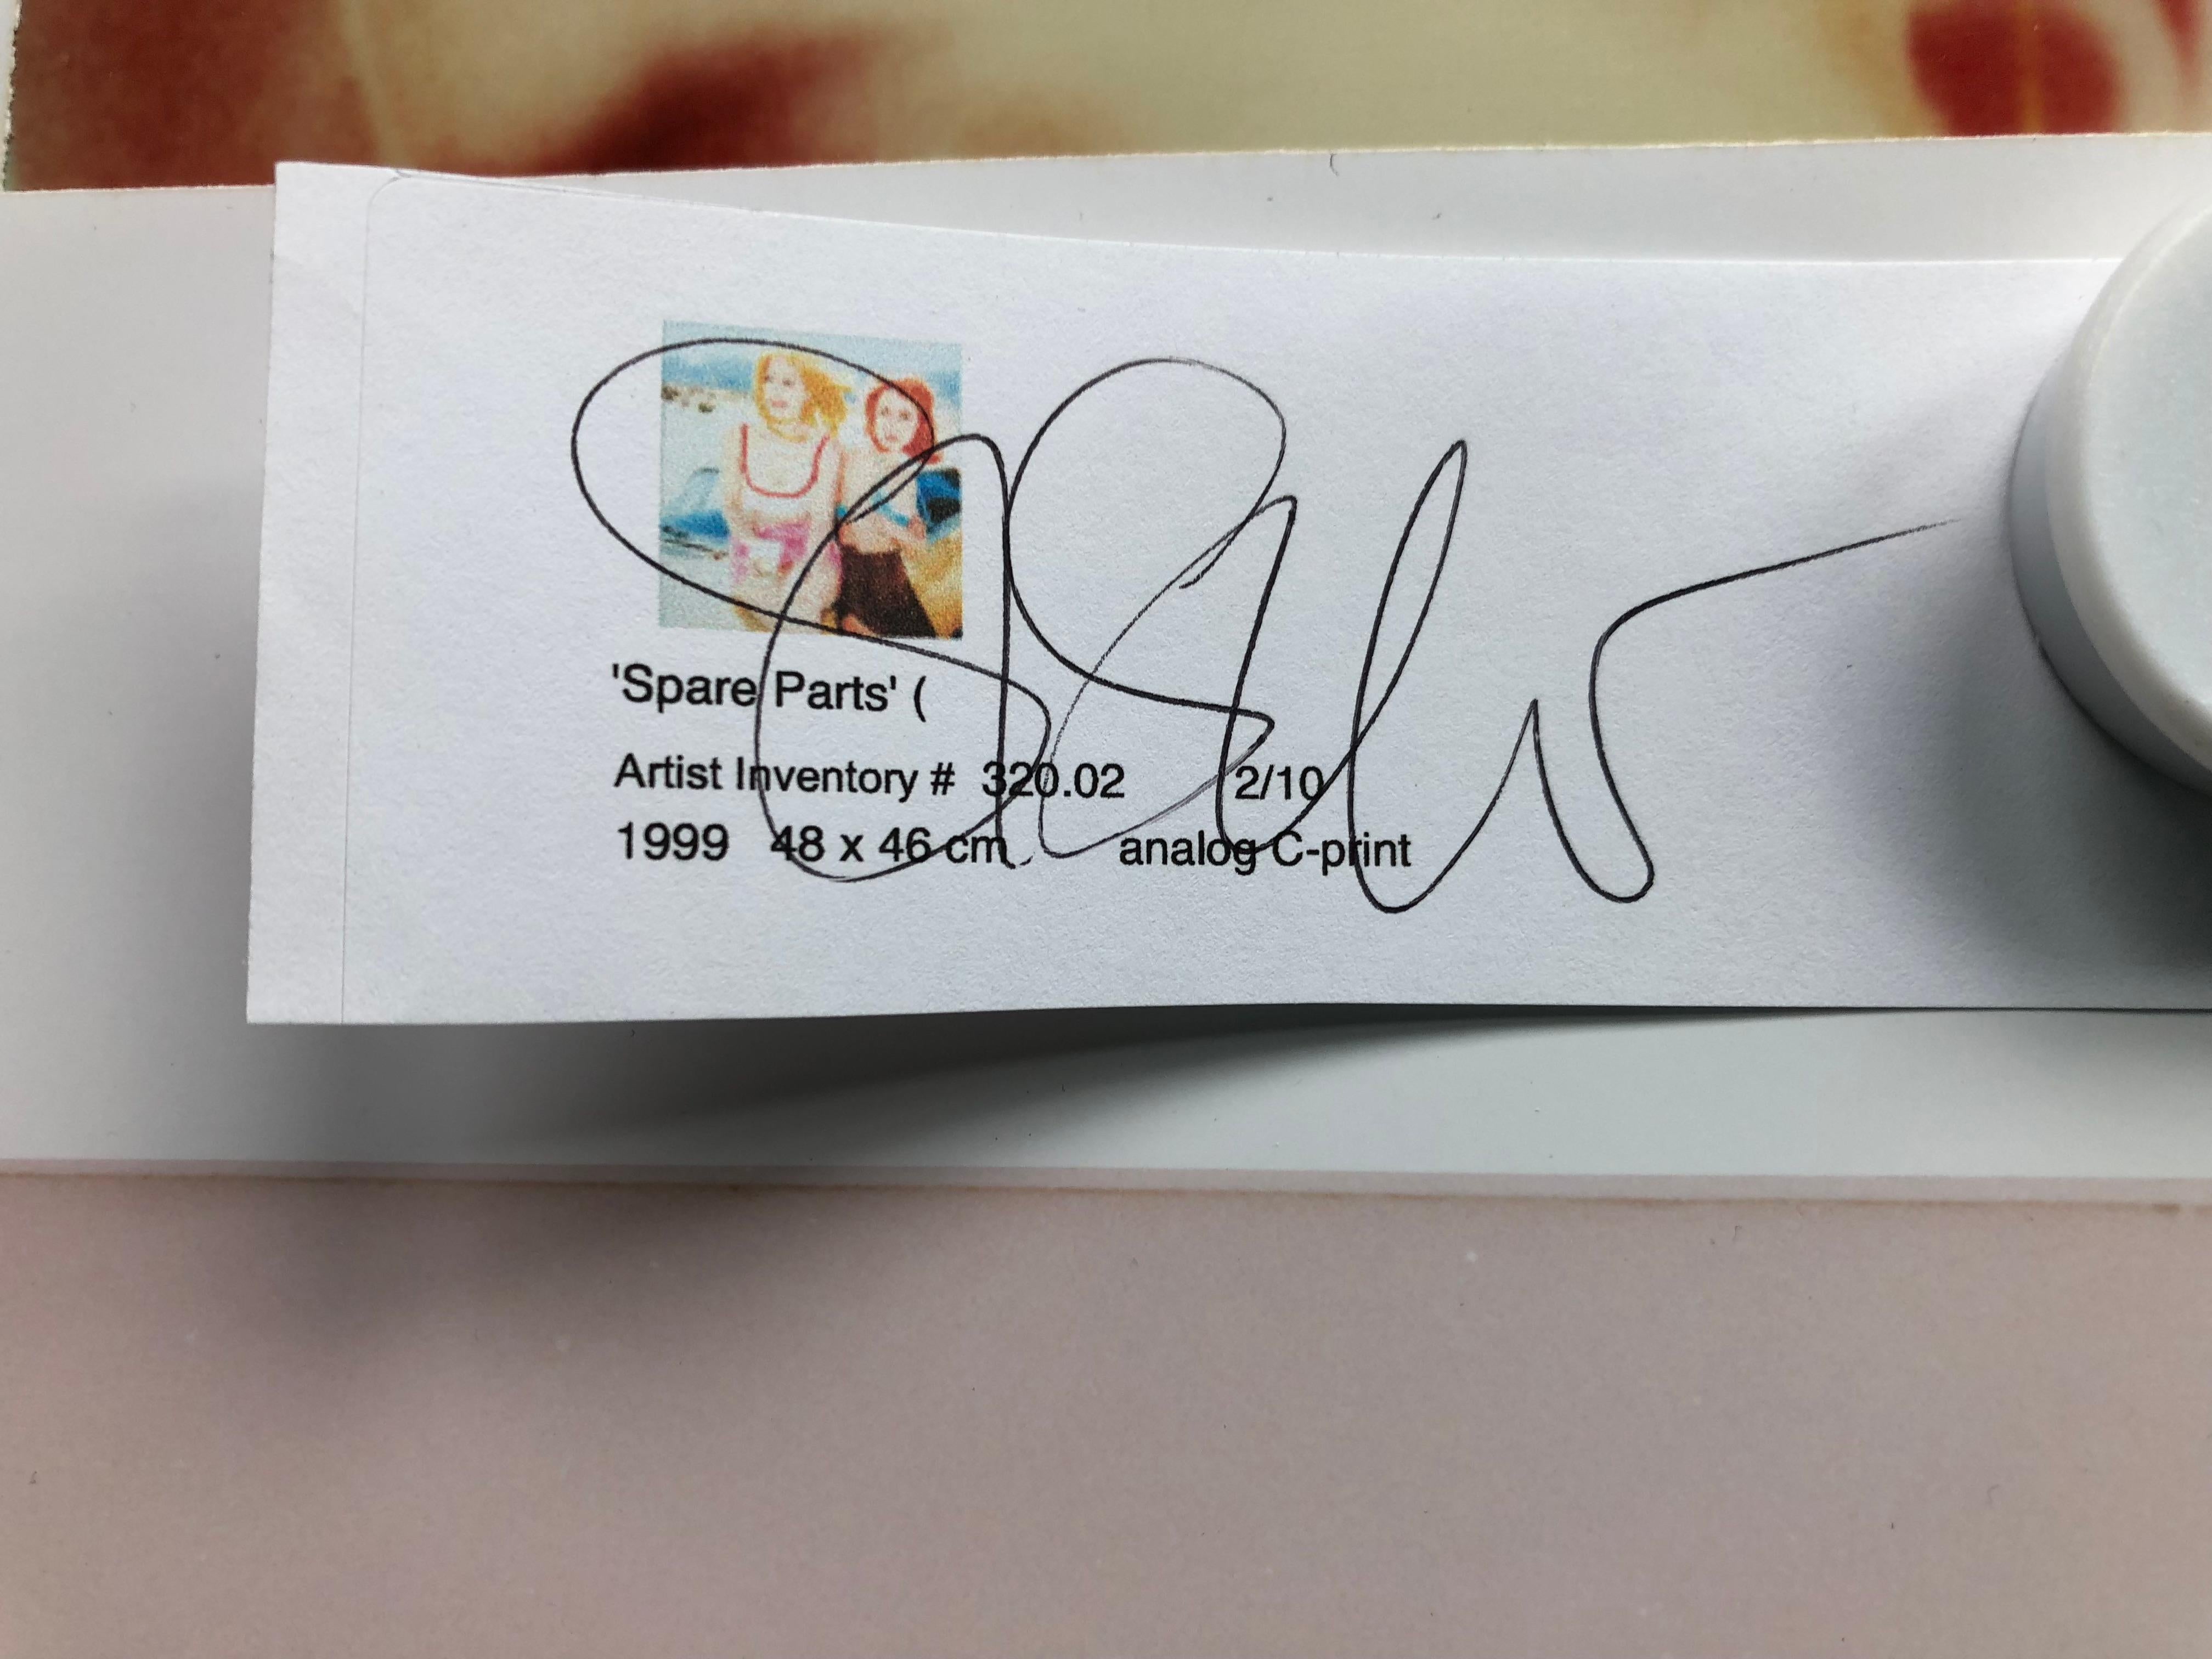 'Spare Parts' (
Artist Inventory # 320.02 2/10
1999 48 x 46 cm analog C-print